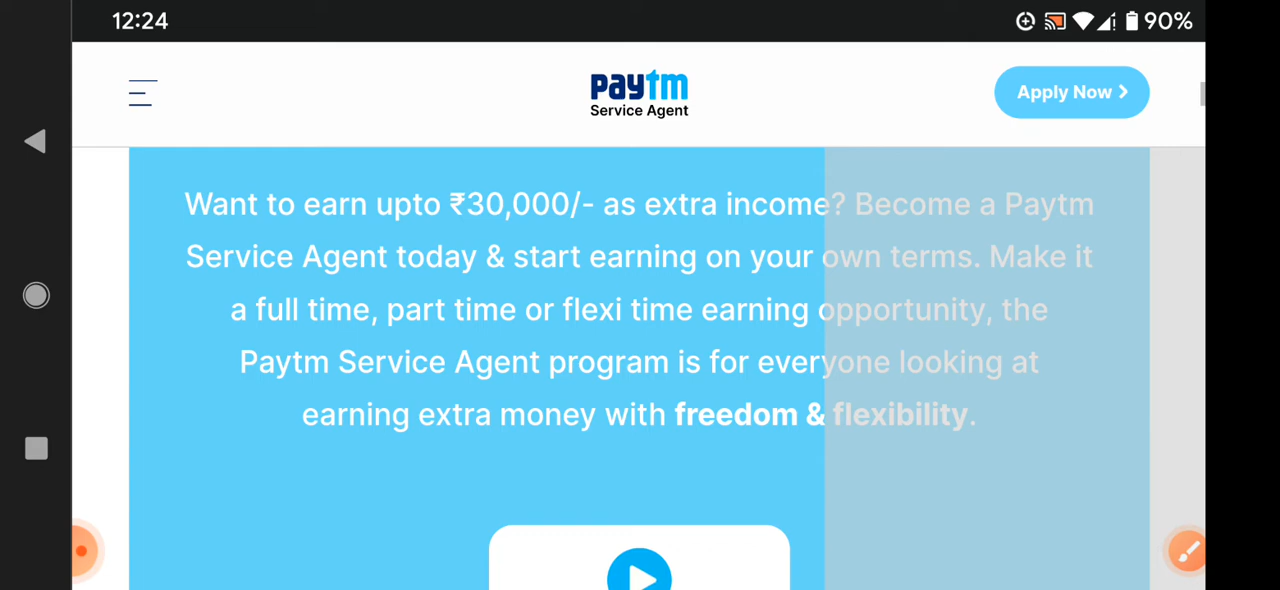 12:24
90%
paytm
Service Agent
Apply Now
Want to earn upto ₹30,000/- as extra income? Become a Paytm
Service Agent today & start earning on your own terms. Make it
a full time, part time or flexi time earning opportunity, the
Paytm Service Agent program is for everyone looking at
earning extra money with freedom & flexibility.